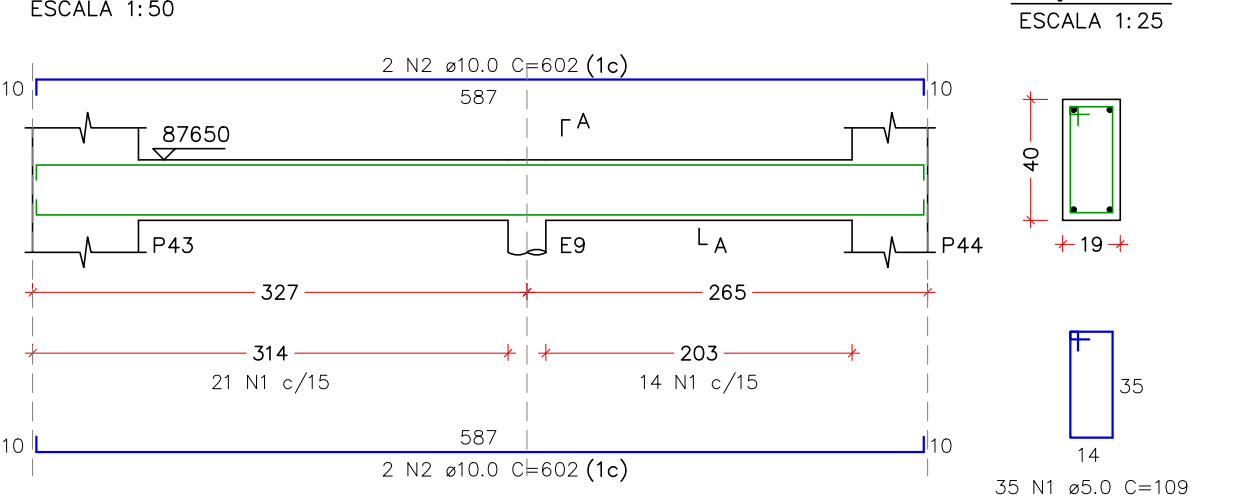 ESCALA 1:50
ESCALA 1:25
2 N2 ø10.0 C=602 (1c)
10
587
10
A
87650
40
P43
E9
A
P44
19
327
265
314
203
21 N1 c/15
14 N1 c/15
35
10
587
10
2 N2 ø10.0 C=602 (1c)
14
35 N1 ø5.0 C=109